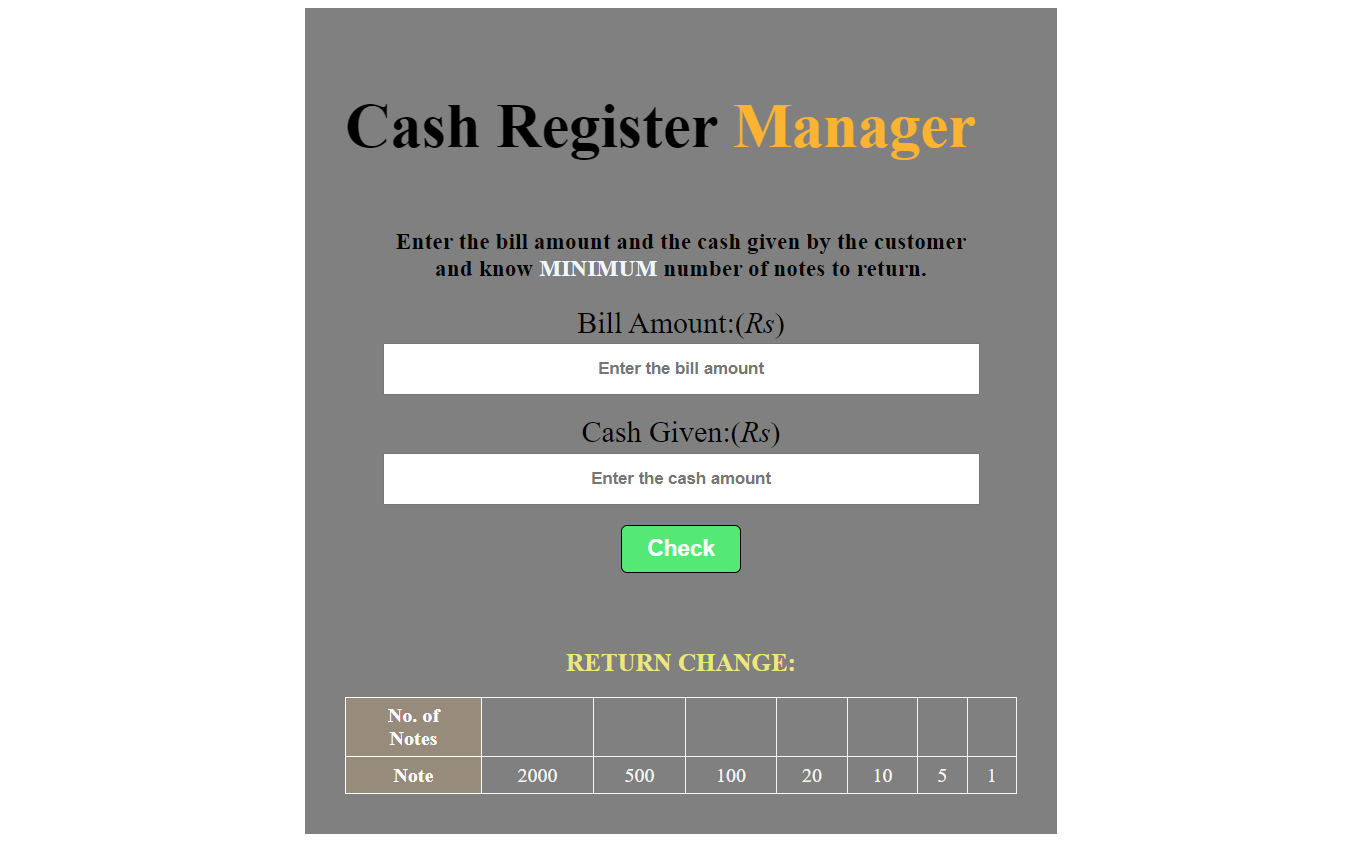 Cash Register Manager
Enter the bill amount and the cash given by the customer
and know MINIMUM number of notes to return.
Bill Amount:(Rs)
Enter the bill amount
Cash Given:(Rs)
Enter the cash amount
Check
RETURN CHANGE:
No. of
Notes
Note 2000 500 100 20 10 5 1